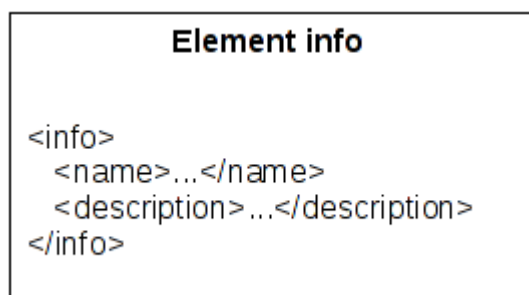 Element info
<info>
<name>...</name>
<description>...</description>
</info>